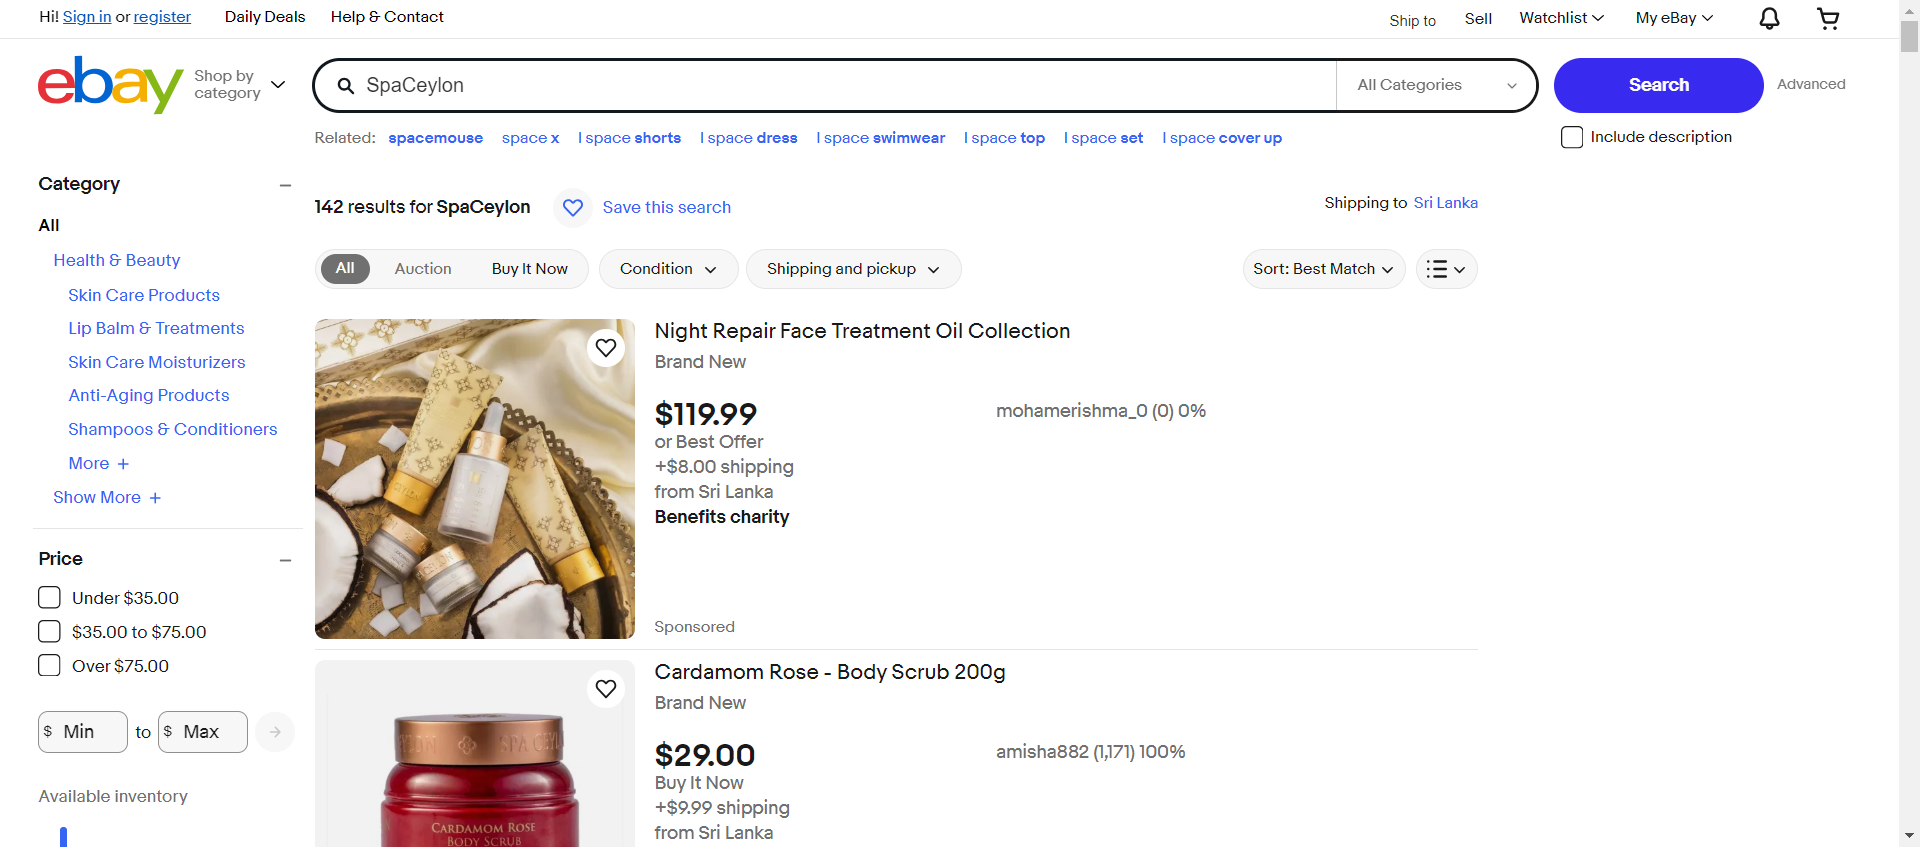 Hi! Sign in or register
Daily Deals
Help & Contact
Ship to
Sell
Watchlist
My eBay
ebay
Shop by
category
SpaCeylon
All Categories
Search
Advanced
Related: spacemouse space x l space shorts l space dress l space swimwear l space top l space set l space cover up
Include description
Category
All
Health & Beauty
Skin Care Products
Lip Balm & Treatments
Skin Care Moisturizers
Anti-Aging Products
Shampoos & Conditioners
More +
Show More +
Price
Under $35.00
$35.00 to $75.00
Over $75.00
$ Min to $ Max
Available inventory
142 results for SpaCeylon
Save this search
Shipping to Sri Lanka
All
Auction
Buy It Now
Condition
Shipping and pickup
Sort: Best Match
Night Repair Face Treatment Oil Collection
Brand New
$119.99
or Best Offer
+$8.00 shipping
from Sri Lanka
Benefits charity
mohamerishma_0 (0) 0%
Sponsored
Cardamom Rose - Body Scrub 200g
Brand New
$29.00
Buy It Now
+$9.99 shipping
from Sri Lanka
amisha882 (1,171) 100%
CARDAMOM ROSE
BODY SCRUB